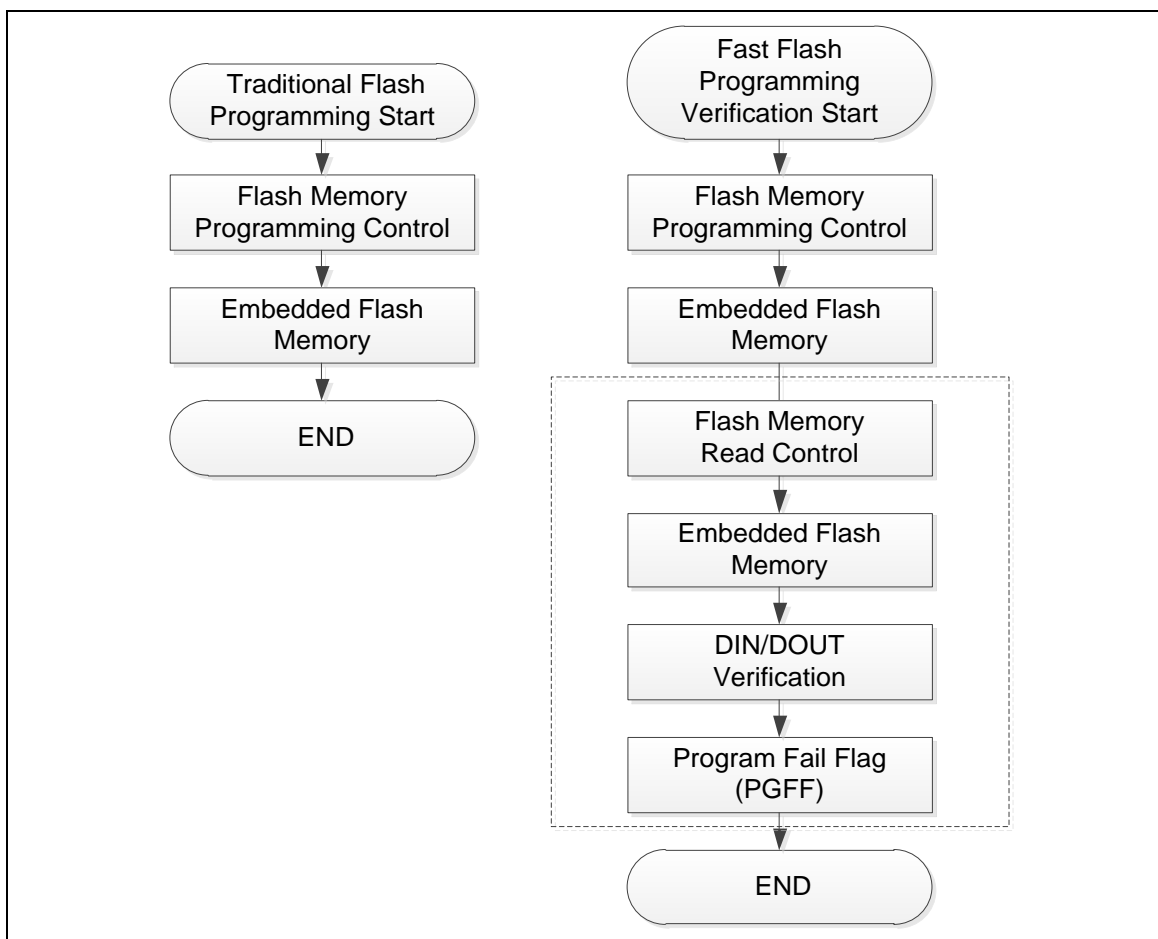 Traditional Flash
Programming Start
Flash Memory
Programming Control
Embedded Flash
Memory
END
Fast Flash
Programming
Verification Start
Flash Memory
Programming Control
Embedded Flash
Memory
Flash Memory
Read Control
Embedded Flash
Memory
DIN/DOUT
Verification
Program Fail Flag
(PGFF)
END